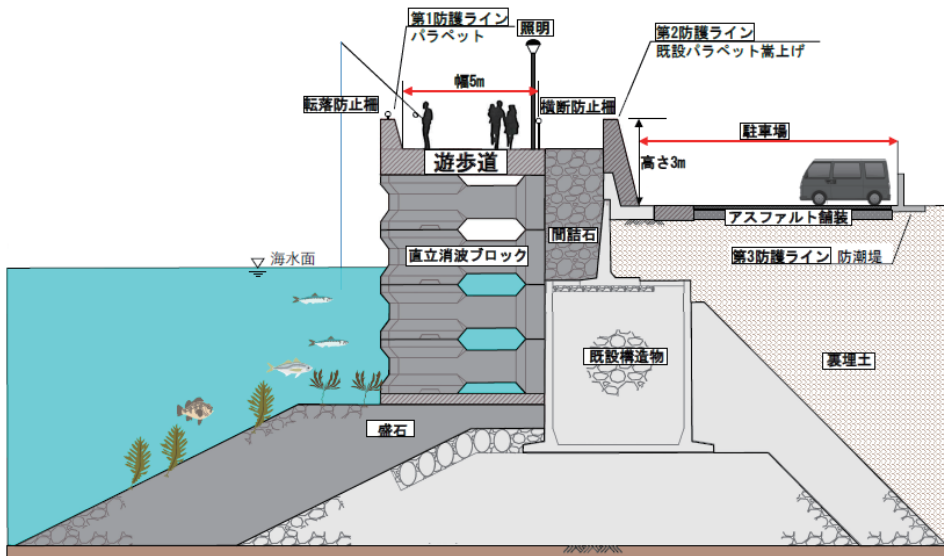 第1防護ライン
パラペット
照明
第2防護ライン
既設パラペット嵩上げ
幅5m
転落防止柵
横断防止柵
駐車場
遊歩道
高さ3m
アスファルト舗装
間詰石
直立消波ブロック
海水面
第3防護ライン 防潮堤
既設構造物
裏埋土
盛石